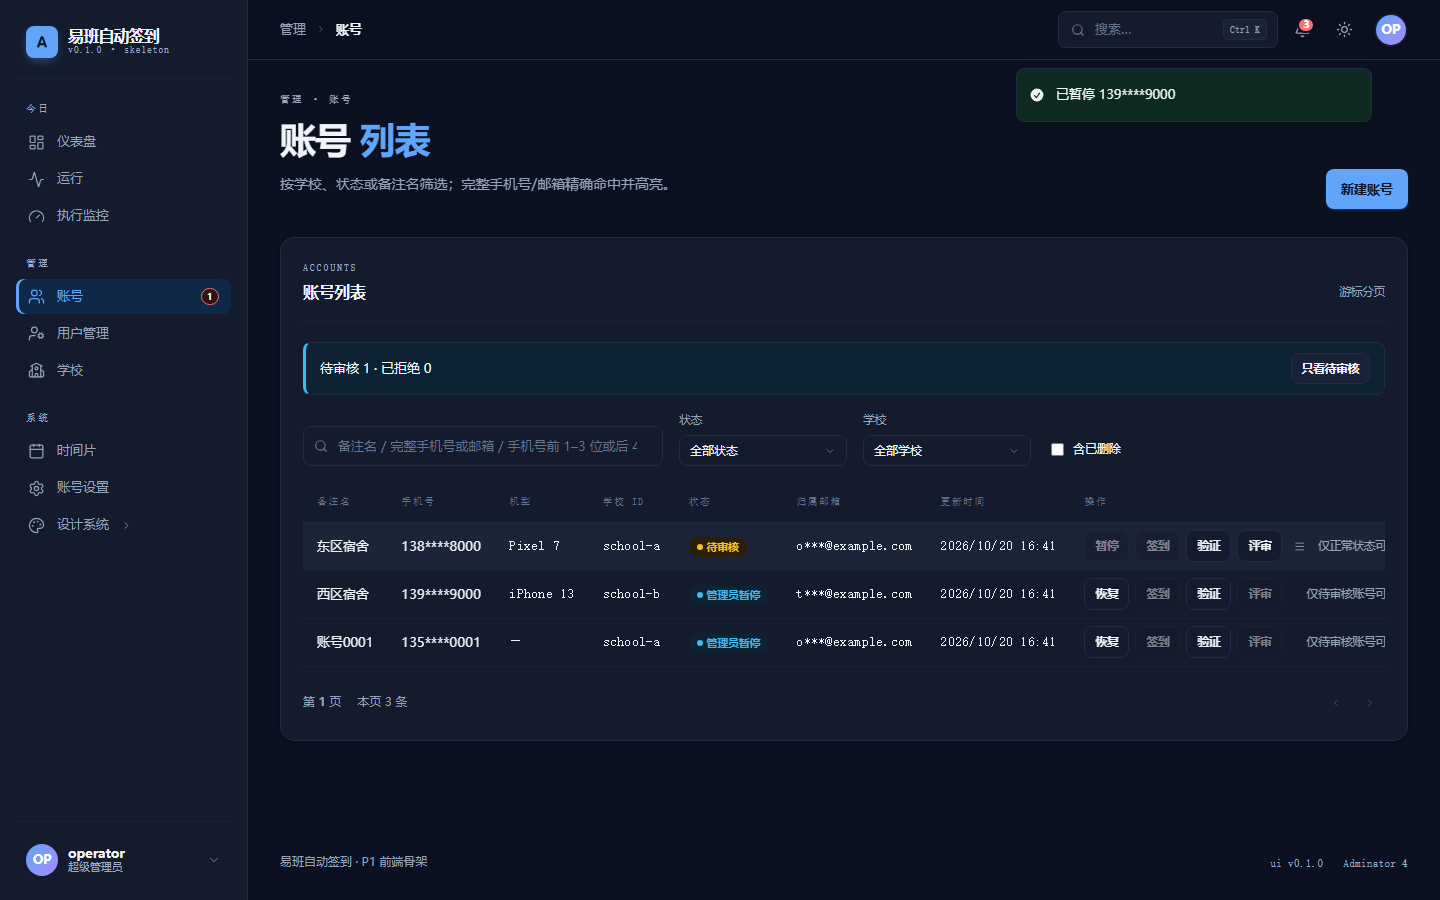 A
易班自动签到
v0.1.0 • skeleton
今日
仪表盘
运行
执行监控
管理
账号
1
用户管理
学校
系统
时间片
账号设置
设计系统
OP
operator
超级管理员
管理 › 账号
搜索...
Ctrl K
3
OP
已暂停 139****9000
管理 • 账号
账号 列表
按学校、状态或备注名筛选；完整手机号/邮箱精确命中并高亮。
新建账号
ACCOUNTS
账号列表
游标分页
待审核 1 · 已拒绝 0
只看待审核
状态
学校
备注名 / 完整手机号或邮箱 / 手机号前 1–3 位或后 4
全部状态
全部学校
含已删除
备注名 手机号 机型 学校 ID 状态 归属邮箱 更新时间 操作
东区宿舍 138****8000 Pixel 7 school-a 待审核 o***@example.com 2026/10/20 16:41 暂停 签到 验证 评审 仅正常状态可
西区宿舍 139****9000 iPhone 13 school-b 管理员暂停 t***@example.com 2026/10/20 16:41 恢复 签到 验证 评审 仅待审核账号可
账号0001 135****0001 — school-a 管理员暂停 o***@example.com 2026/10/20 16:41 恢复 签到 验证 评审 仅待审核账号可
第 1 页 本页 3 条
易班自动签到 · P1 前端骨架
ui v0.1.0 Adminator 4